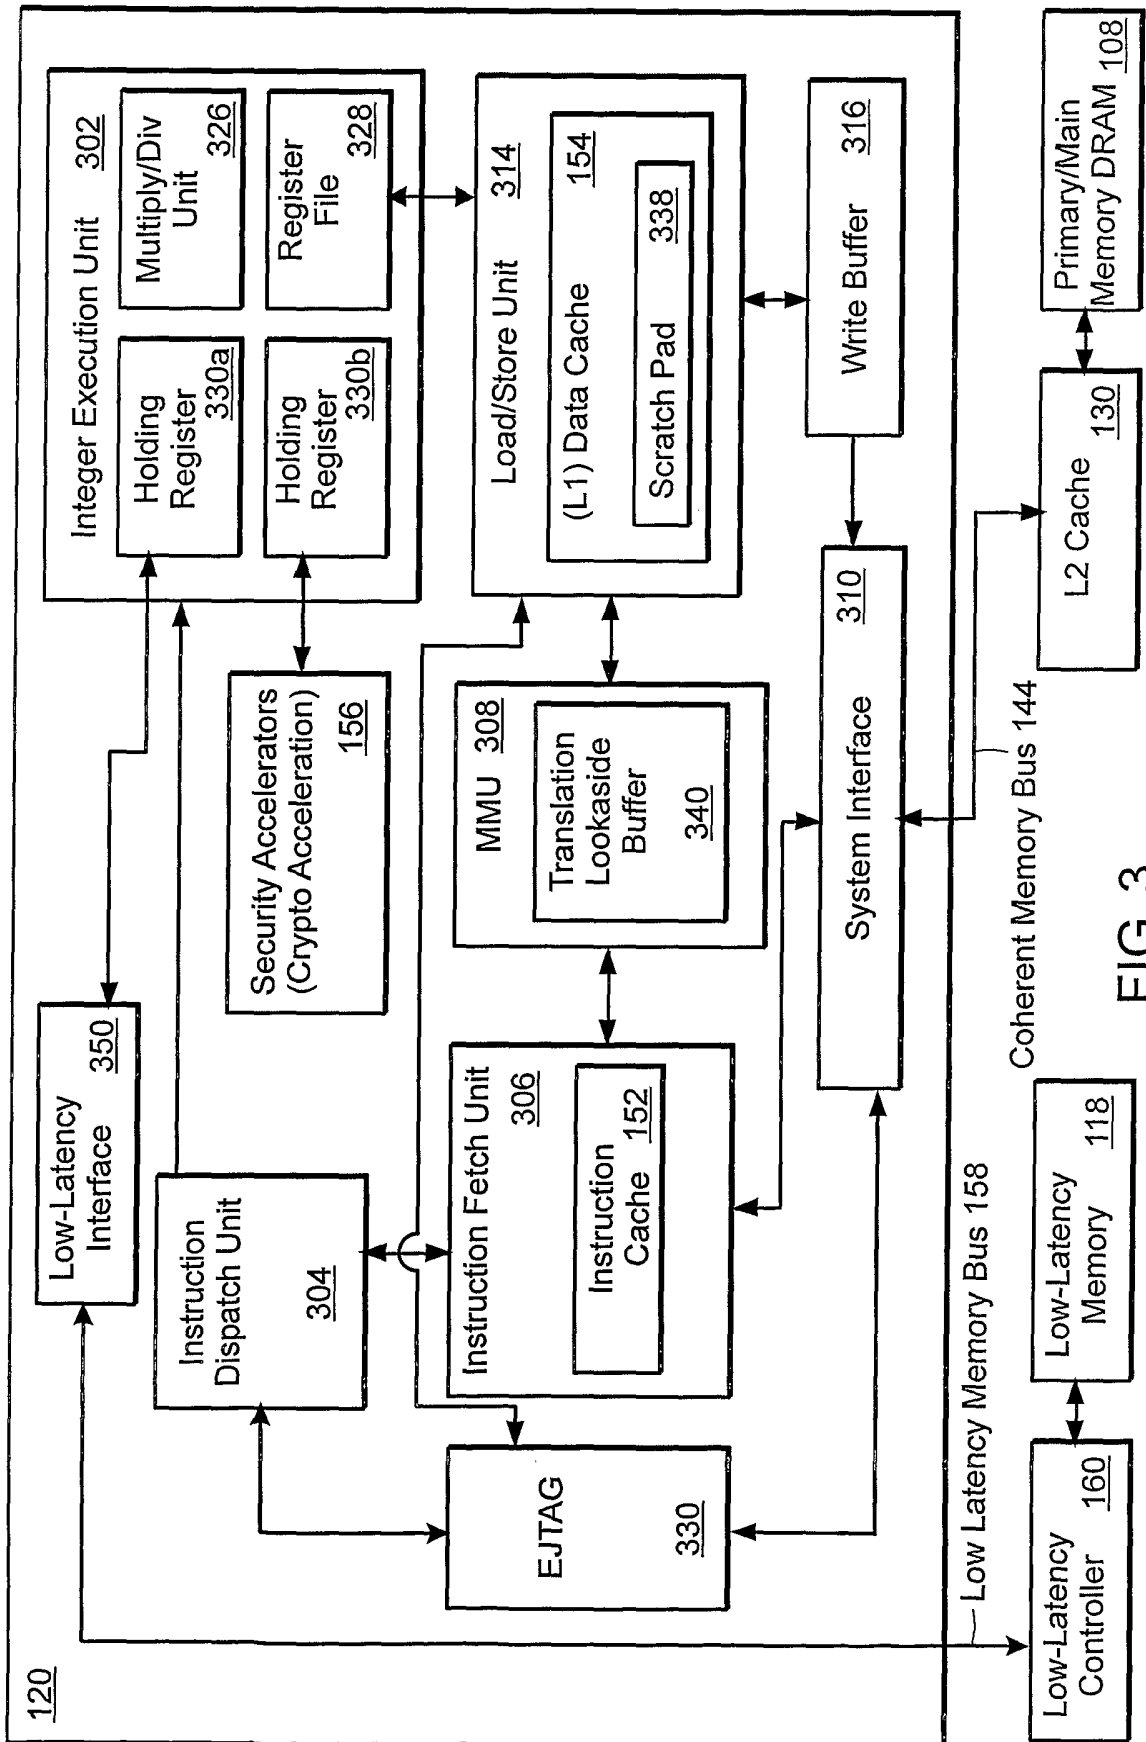 120
Low-Latency
Interface
350
Integer Execution Unit
302
Holding
Register
330a
Multiply/Div
Unit
326
Holding
Register
330b
Register
File
328
Instruction
Dispatch Unit
304
Security Accelerators
(Crypto Acceleration)
156
EJTAG
330
Instruction Fetch Unit
306
Instruction
Cache
152
MMU
308
Translation
Lookaside
Buffer
340
Load/Store Unit
314
(L1) Data Cache
154
Scratch Pad
338
System Interface
310
Write Buffer
316
Low Latency Memory Bus 158
Coherent Memory Bus 144
Low-Latency
Controller
160
Low-Latency
Memory
118
L2 Cache
130
Primary/Main
Memory DRAM
108
FIG. 3